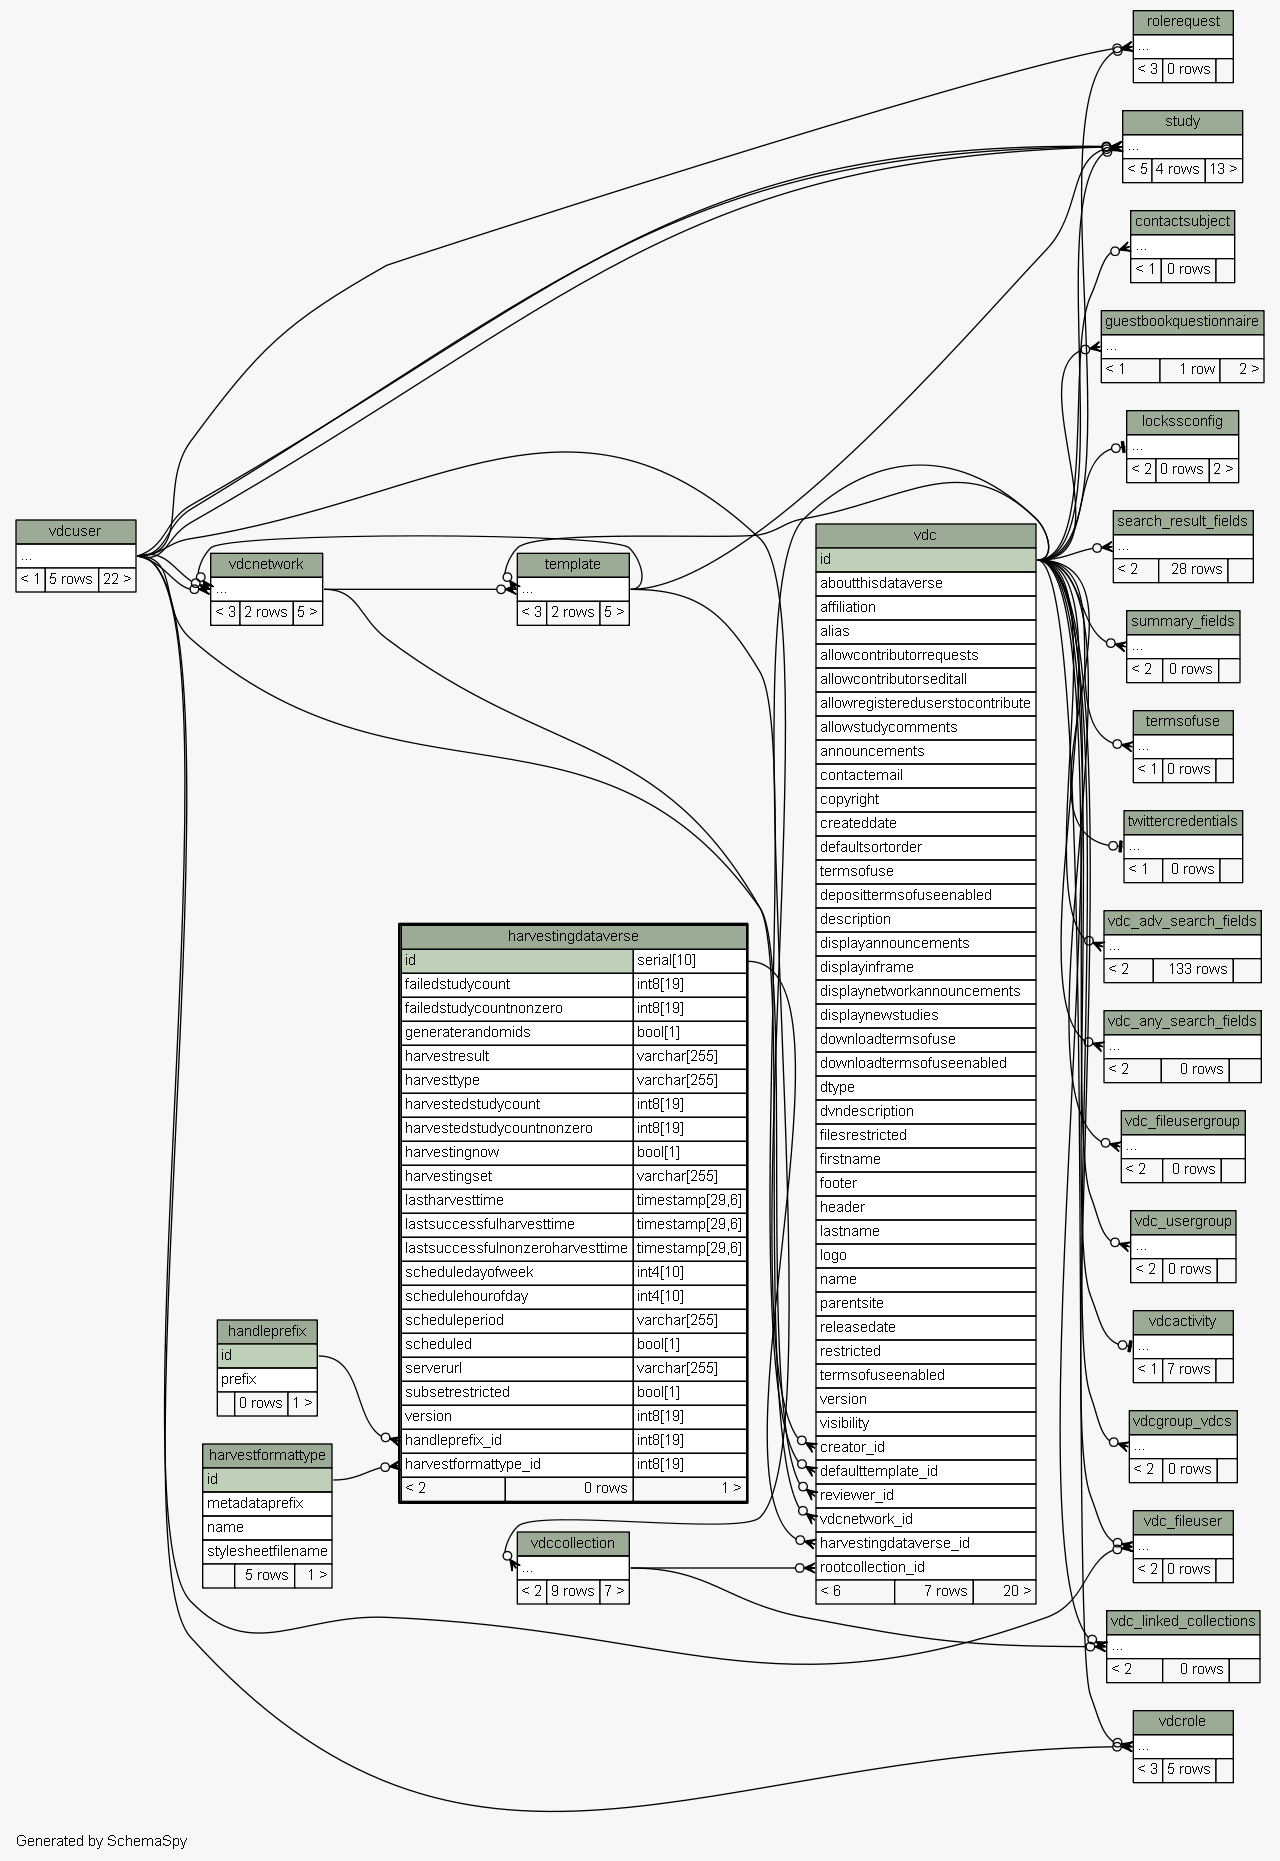 rolerequest
...
< 3 0 rows
study
...
< 5 4 rows 13 >
contactsubject
...
< 1 0 rows
guestbookquestionnaire
...
< 1 1 row 2 >
lockssconfig
...
< 2 0 rows 2 >
search_result_fields
...
< 2 28 rows
summary_fields
...
< 2 0 rows
termsofuse
...
< 1 0 rows
twittercredentials
...
< 1 0 rows
vdc_adv_search_fields
...
< 2 133 rows
vdc_any_search_fields
...
< 2 0 rows
vdc_fileusergroup
...
< 2 0 rows
vdc_usergroup
...
< 2 0 rows
vdcactivity
...
< 1 7 rows
vdcgroup_vdcs
...
< 2 0 rows
vdc_fileuser
...
< 2 0 rows
vdc_linked_collections
...
< 2 0 rows
vdcrole
...
< 3 5 rows
vdcuser
...
< 1 5 rows 22 >
vdcnetwork
...
< 3 2 rows 5 >
template
...
< 3 2 rows 5 >
vdc
id
aboutthisdataverse
affiliation
alias
allowcontributorrequests
allowcontributorseditall
allowregistereduserstocontribute
allowstudycomments
announcements
contactemail
copyright
createddate
defaultsortorder
termsofuse
deposittermsofuseenabled
description
displayannouncements
displayinframe
displaynetworkannouncements
displaynewstudies
downloadtermsofuse
downloadtermsofuseenabled
dtype
dvndescription
filesrestricted
firstname
footer
header
lastname
logo
name
parentsite
releasedate
restricted
termsofuseenabled
version
visibility
creator_id
defaulttemplate_id
reviewer_id
vdcnetwork_id
harvestingdataverse_id
rootcollection_id
< 6 7 rows 20 >
harvestingdataverse
id serial[10]
failedstudycount int8[19]
failedstudycountnonzero int8[19]
generaterandomids bool[1]
harvestresult varchar[255]
harvesttype varchar[255]
harvestedstudycount int8[19]
harvestedstudycountnonzero int8[19]
harvestingnow bool[1]
harvestingset varchar[255]
lastharvesttime timestamp[29,6]
lastsuccessfulharvesttime timestamp[29,6]
lastsuccessfulnonzeroharvesttime timestamp[29,6]
scheduledayofweek int4[10]
schedulehourofday int4[10]
scheduleperiod varchar[255]
scheduled bool[1]
serverurl varchar[255]
subsetrestricted bool[1]
version int8[19]
handleprefix_id int8[19]
harvestformattype_id int8[19]
< 2 0 rows 1 >
handleprefix
id
prefix
0 rows 1 >
harvestformattype
id
metadataprefix
name
stylesheetfilename
5 rows 1 >
vdccollection
...
< 2 9 rows 7 >
Generated by SchemaSpy